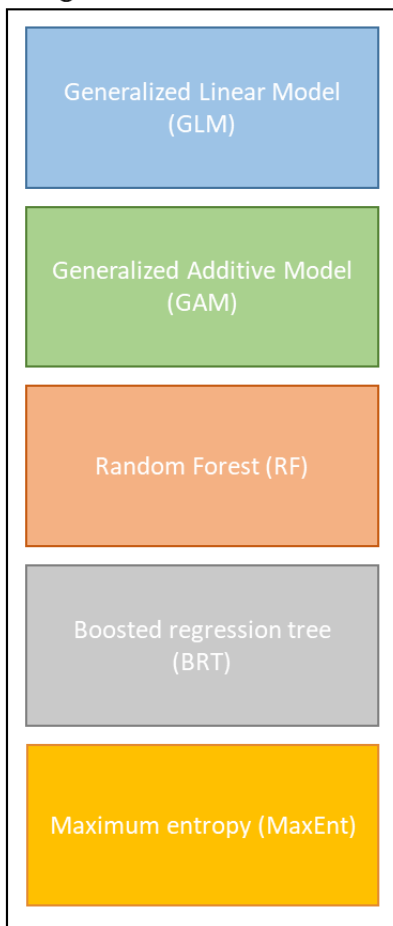 Generalized Linear Model
(GLM)
Generalized Additive Model
(GAM)
Random Forest (RF)
Boosted regression tree
(BRT)
Maximum entropy (MaxEnt)